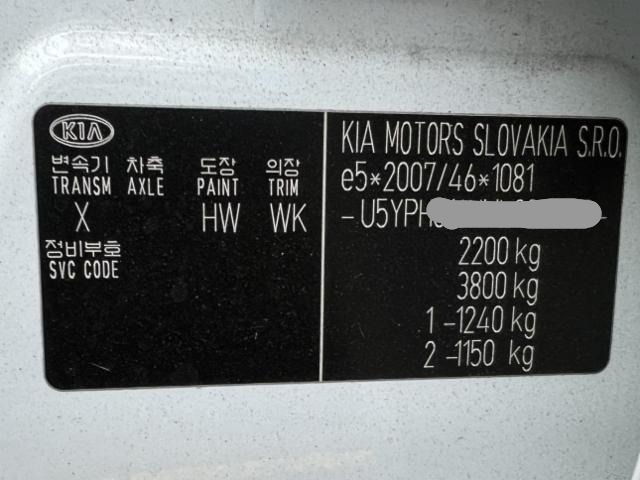 KIA
변속기 차축 도장 의장
TRANSM AXLE PAINT TRIM
X HW WK
정비부호
SVC CODE
KIA MOTORS SLOVAKIA S.R.O.
e5*2007/46*1081
-U5YPH
2200 kg
3800 kg
1-1240 kg
2-1150 kg